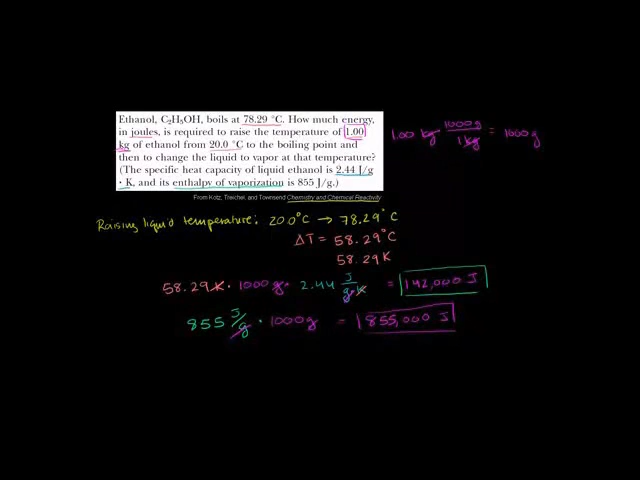 Ethanol, C₂H₅OH, boils at 78.29 °C. How much energy,
in joules, is required to raise the temperature of 1.00
kg of ethanol from 20.0 °C to the boiling point and
then to change the liquid to vapor at that temperature?
(The specific heat capacity of liquid ethanol is 2.44 J/g
· K, and its enthalpy of vaporization is 855 J/g.)
From Kotz, Treichel, and Townsend Chemistry and Chemical Reactivity
1.00 kg 1000g / 1 kg = 1000 g
Raising liquid temperature: 20.0°C → 78.29°C
ΔT = 58.29°C
58.29K
58.29K · 1000 g · 2.44 J / g·K = 142,000 J
855 J/g · 1000g = 855,000 J